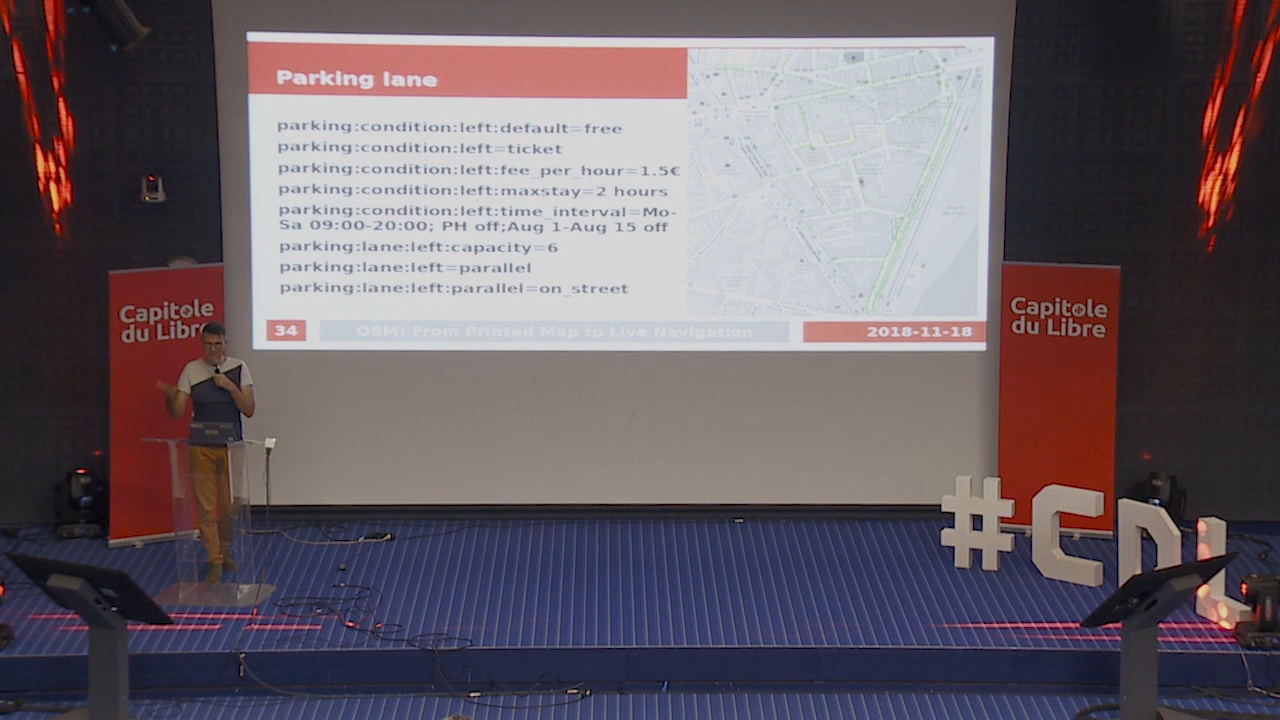 Parking lane
parking:condition:left:default=free
parking:condition:left=ticket
parking:condition:left:fee_per_hour=1.5€
parking:condition:left:maxstay=2 hours
parking:condition:left:time_interval=Mo-
Sa 09:00-20:00; PH off;Aug 1-Aug 15 off
parking:lane:left:capacity=6
parking:lane:left=parallel
parking:lane:left:parallel=on_street
34
OSM: From Printed Map to Live Navigation
2018-11-18
Capitole
du Libre
Capitole
du Libre
#CDL